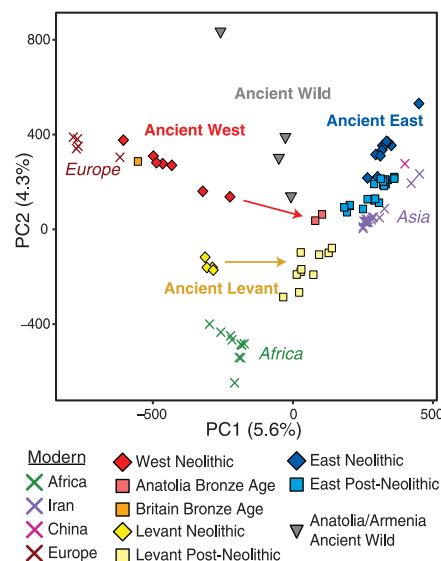 800
400
0
-400
PC2 (4.3%)
Ancient Wild
Ancient West
Ancient East
Europe
Asia
Ancient Levant
Africa
-500
0
500
PC1 (5.6%)
Modern
Africa
Iran
China
Europe
West Neolithic
Anatolia Bronze Age
Britain Bronze Age
Levant Neolithic
Levant Post-Neolithic
East Neolithic
East Post-Neolithic
Anatolia/Armenia
Ancient Wild